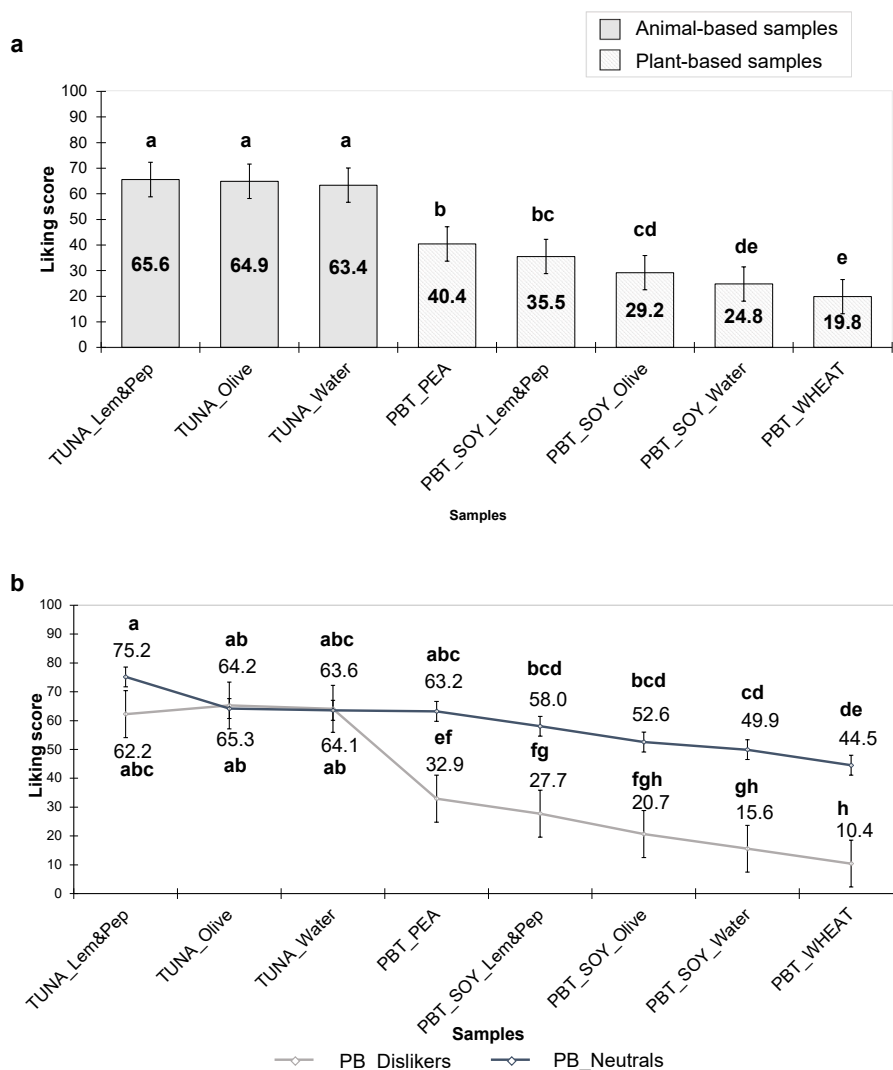 a
Animal-based samples
Plant-based samples
100
90
80
70
60
50
40
30
20
10
0
Liking score
a a a b bc cd de e
65.6 64.9 63.4 40.4 35.5 29.2 24.8 19.8
TUNA_Lem&Pep TUNA_Olive TUNA_Water PBT_PEA PBT_SOY_Lem&Pep PBT_SOY_Olive PBT_SOY_Water PBT_WHEAT
Samples
b
100
90
80
70
60
50
40
30
20
10
0
Liking score
a ab abc abc bcd bcd cd de
75.2 64.2 63.6 63.2 58.0 52.6 49.9 44.5
62.2 65.3 64.1 32.9 27.7 20.7 15.6 10.4
abc ab ab ef fg fgh gh h
TUNA_Lem&Pep TUNA_Olive TUNA_Water PBT_PEA PBT_SOY_Lem&Pep PBT_SOY_Olive PBT_SOY_Water PBT_WHEAT
Samples
PB_Dislikers PB_Neutrals